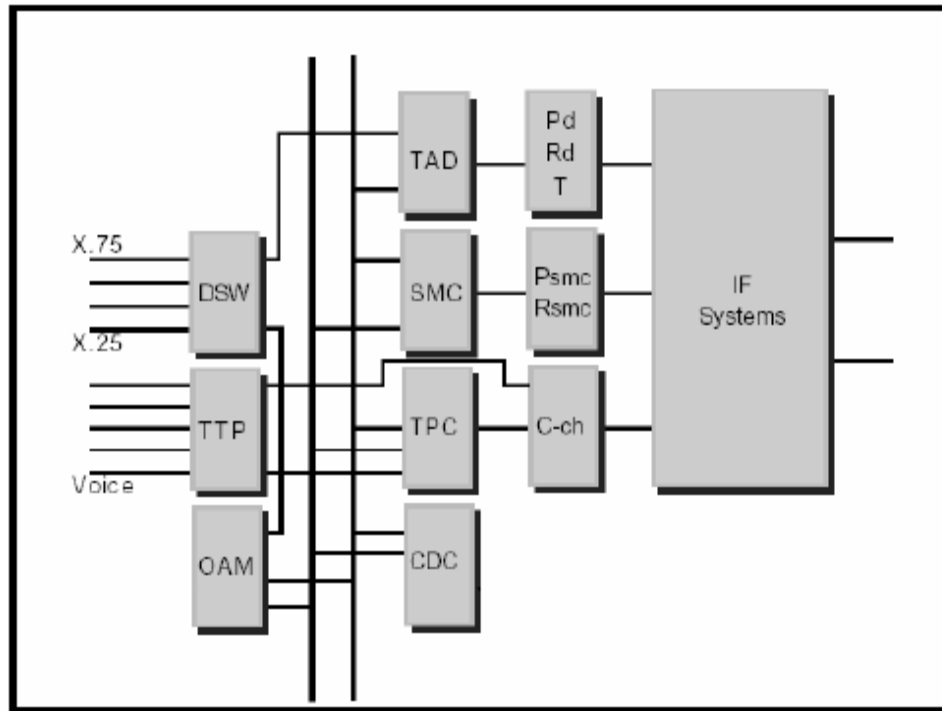 X.75
DSW
X.25
TTP
Voice
OAM
TAD
SMC
TPC
CDC
Pd
Rd
T
Psmc
Rsmc
C-ch
IF
Systems